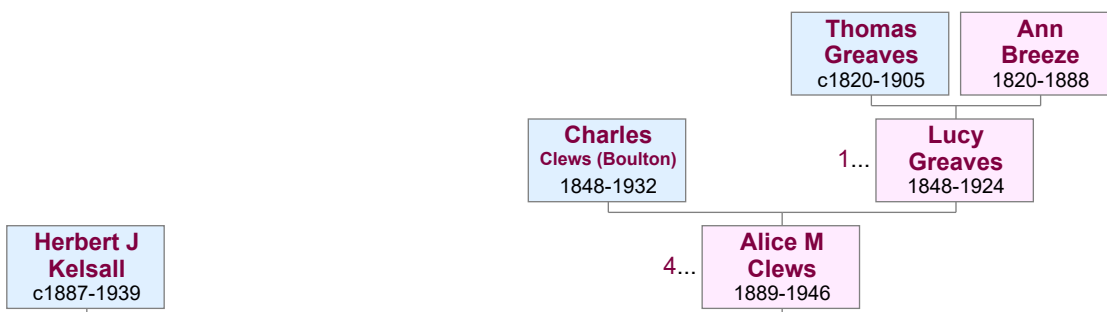 Thomas
Greaves
c1820-1905
Ann
Breeze
1820-1888
Charles
Clews (Boulton)
1848-1932
1...
Lucy
Greaves
1848-1924
Herbert J
Kelsall
c1887-1939
4...
Alice M
Clews
1889-1946